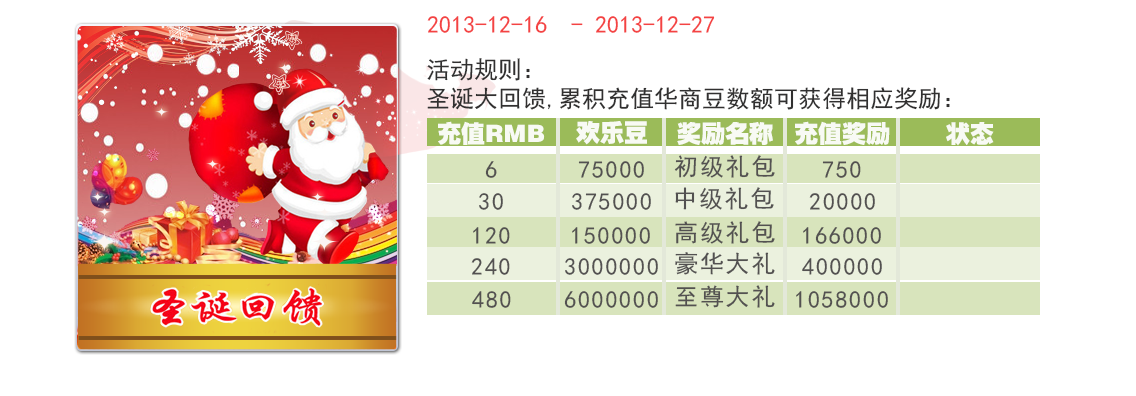 2013-12-16 - 2013-12-27
活动规则：
圣诞大回馈,累积充值华商豆数额可获得相应奖励：
充值RMB 欢乐豆 奖励名称 充值奖励 状态
6 75000 初级礼包 750
30 375000 中级礼包 20000
120 150000 高级礼包 166000
240 3000000 豪华大礼 400000
480 6000000 至尊大礼 1058000
圣诞回馈